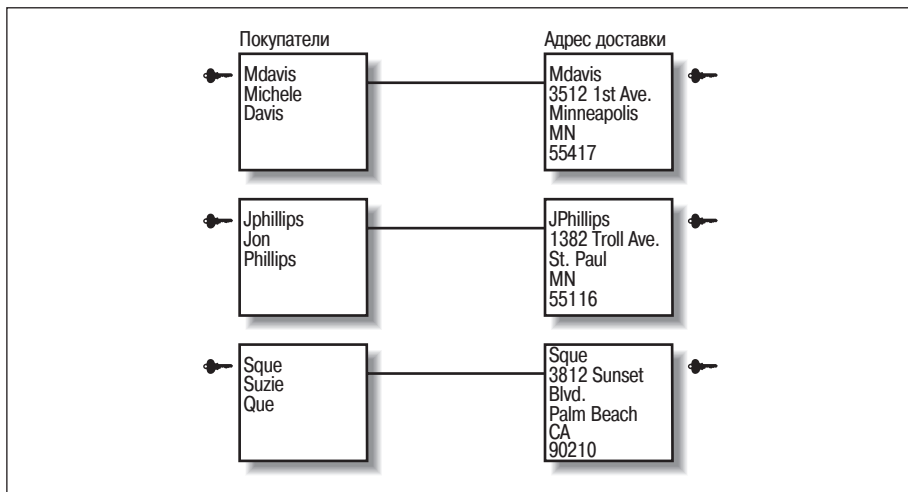 Покупатели
Адрес доставки
Mdavis
Michele
Davis
Mdavis
3512 1st Ave.
Minneapolis
MN
55417
Jphillips
Jon
Phillips
JPhillips
1382 Troll Ave.
St. Paul
MN
55116
Sque
Suzie
Que
Sque
3812 Sunset
Blvd.
Palm Beach
CA
90210